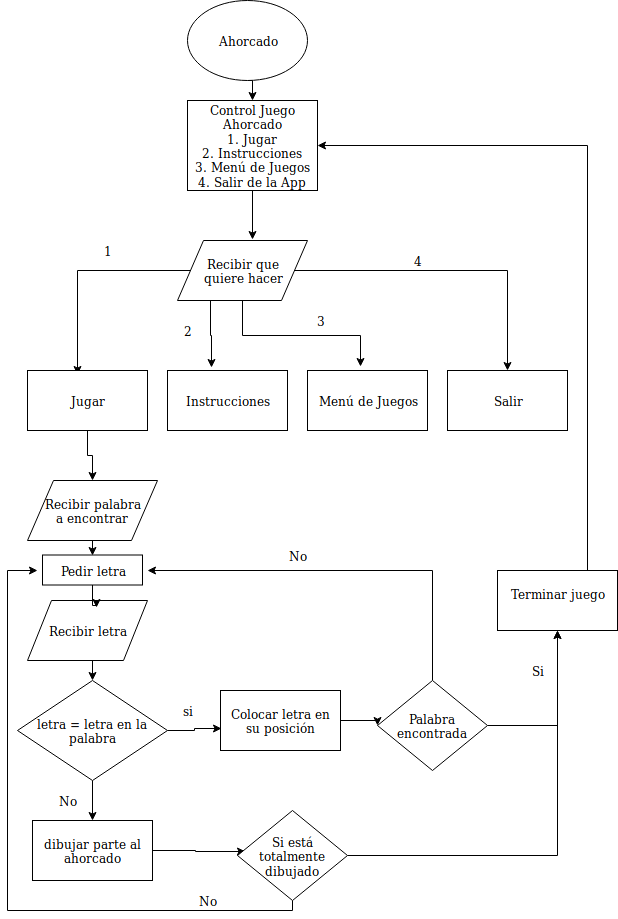 Ahorcado
Control Juego
Ahorcado
1. Jugar
2. Instrucciones
3. Menú de Juegos
4. Salir de la App
Recibir que
quiere hacer
1
2
3
4
Jugar
Instrucciones
Menú de Juegos
Salir
Recibir palabra
a encontrar
Pedir letra
No
Terminar juego
Recibir letra
Si
letra = letra en la
palabra
si
Colocar letra en
su posición
Palabra
encontrada
No
dibujar parte al
ahorcado
Si está
totalmente
dibujado
No